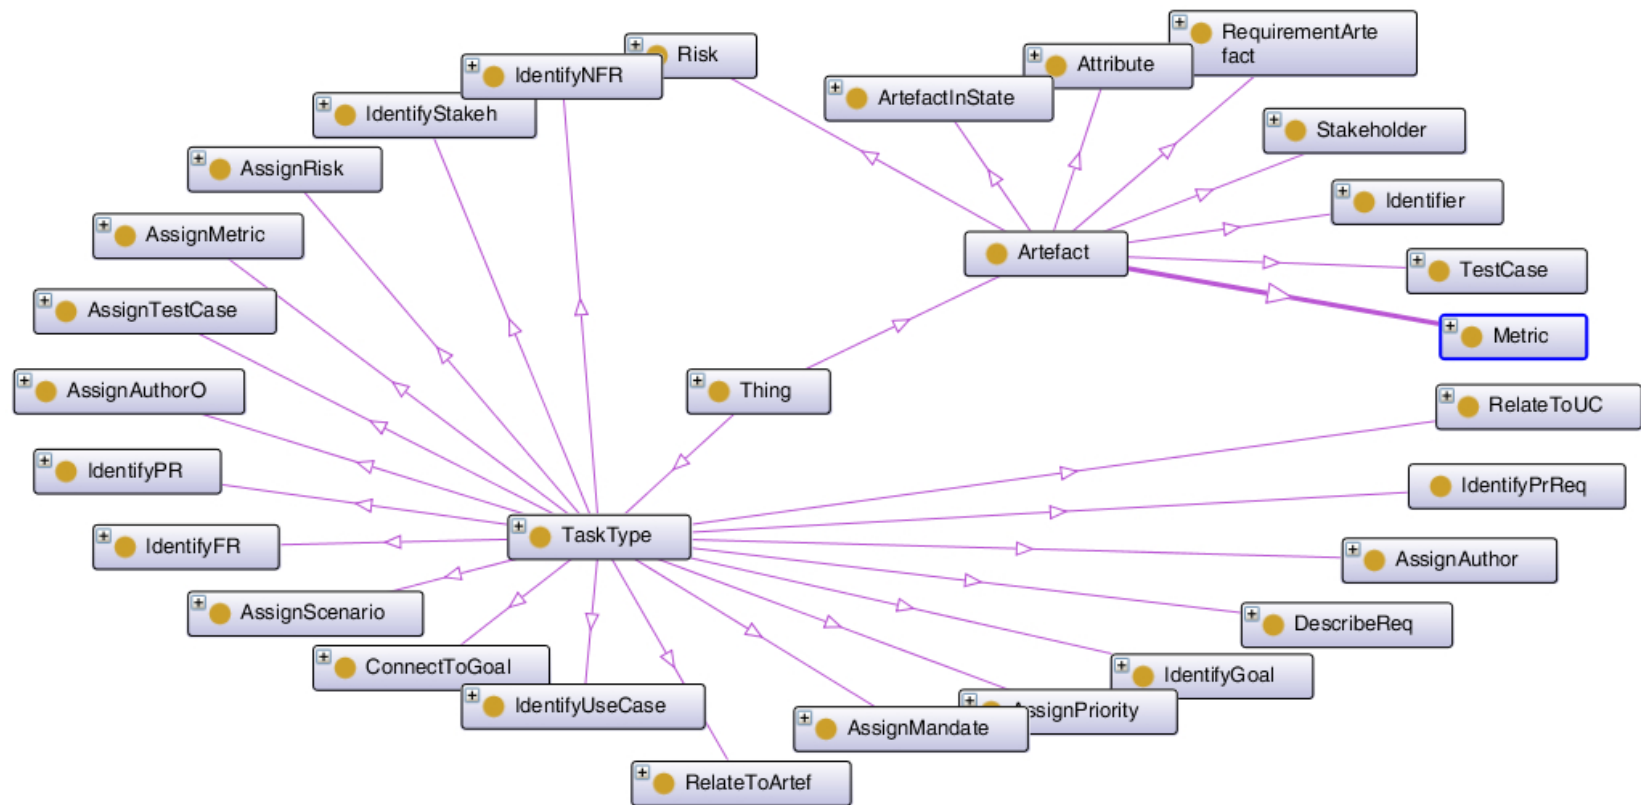 RequirementArte
fact
Risk
Attribute
IdentifyNFR
ArtefactInState
IdentifyStakeh
Stakeholder
AssignRisk
Identifier
AssignMetric
Artefact
TestCase
AssignTestCase
Metric
AssignAuthorO
Thing
RelateToUC
IdentifyPR
IdentifyPrReq
TaskType
IdentifyFR
AssignAuthor
AssignScenario
DescribeReq
ConnectToGoal
IdentifyGoal
IdentifyUseCase
AssignPriority
AssignMandate
RelateToArtef